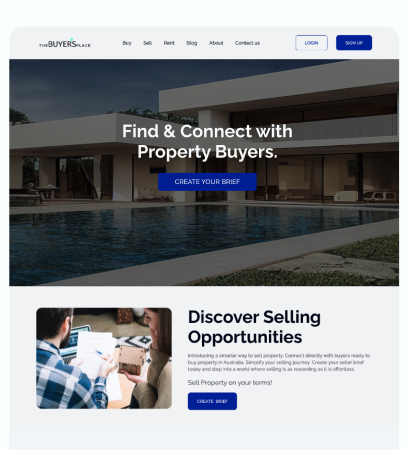 THE BUYERS PLACE
Buy Sell Rent Blog About Contact us
LOGIN
SIGN UP
Find & Connect with
Property Buyers.
CREATE YOUR BRIEF
Discover Selling
Opportunities
Introducing a smarter way to sell property. Connect directly with buyers ready to
buy property in Australia. Simplify your selling journey. Create your seller brief
today and step into a world where selling is as rewarding as it is effortless.
Sell Property on your terms!
CREATE BRIEF